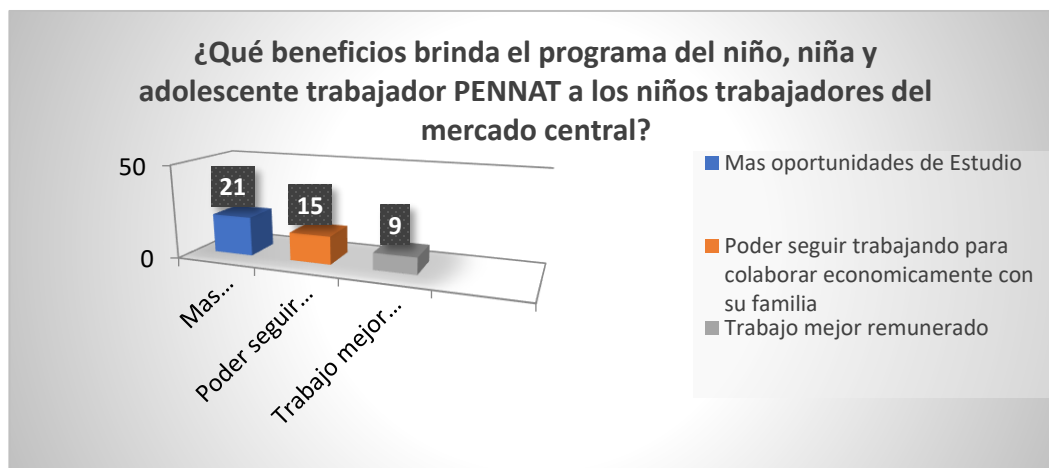 ¿Qué beneficios brinda el programa del niño, niña y
adolescente trabajador PENNAT a los niños trabajadores del
mercado central?
50
0
21
15
9
Mas...
Poder seguir...
Trabajo mejor...
Mas oportunidades de Estudio
Poder seguir trabajando para
colaborar economicamente con
su familia
Trabajo mejor remunerado